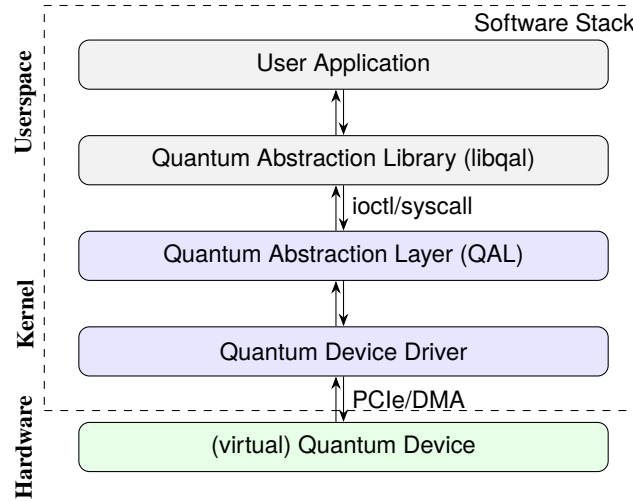 Software Stack
Userspace
User Application
Quantum Abstraction Library (libqal)
ioctl/syscall
Kernel
Quantum Abstraction Layer (QAL)
Quantum Device Driver
PCIe/DMA
Hardware
(virtual) Quantum Device